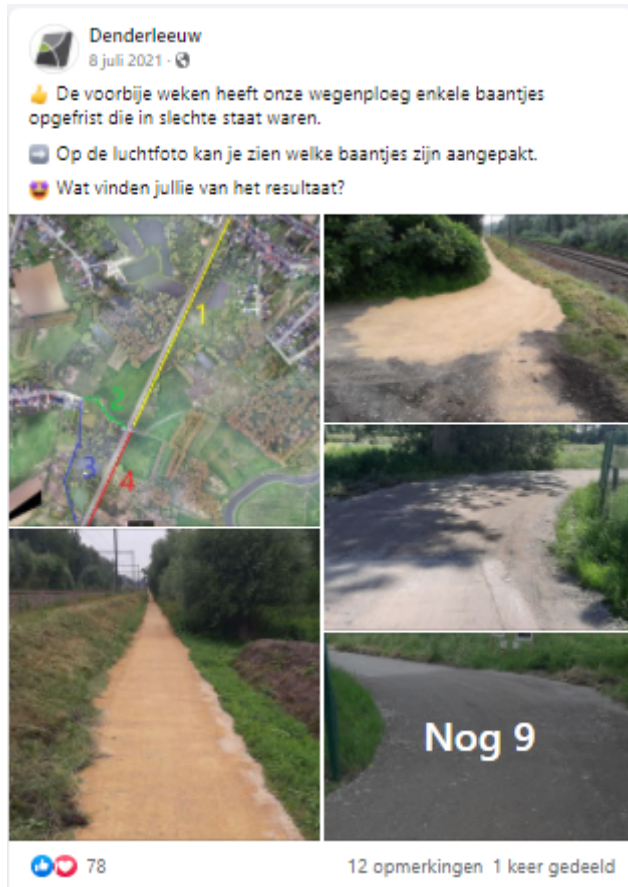 Denderleeuw
8 juli 2021 ·
👍 De voorbije weken heeft onze wegenploeg enkele baantjes
opgefrist die in slechte staat waren.
➡️ Op de luchtfoto kan je zien welke baantjes zijn aangepakt.
🤩 Wat vinden jullie van het resultaat?
1
2
3
4
Nog 9
78
12 opmerkingen 1 keer gedeeld